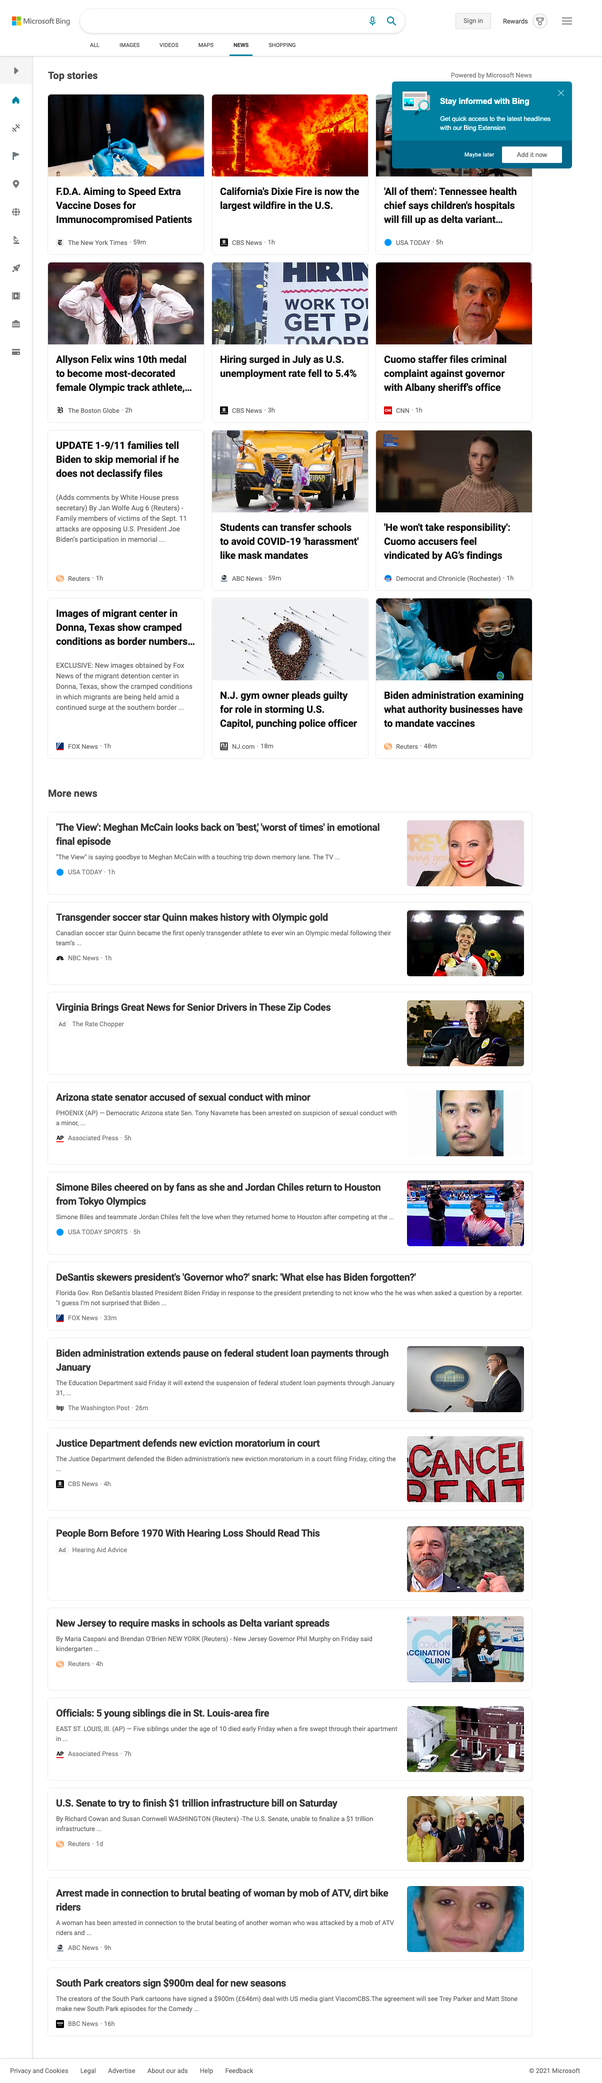 Microsoft Bing
Sign in
Rewards
ALL
IMAGES
VIDEOS
MAPS
NEWS
SHOPPING
Top stories
Powered by Microsoft News
Stay informed with Bing
Get quick access to the latest headlines
with our Bing Extension
Maybe later
Add it now
F.D.A. Aiming to Speed Extra
Vaccine Doses for
Immunocompromised Patients
The New York Times · 59m
California's Dixie Fire is now the
largest wildfire in the U.S.
CBS News · 1h
'All of them': Tennessee health
chief says children's hospitals
will fill up as delta variant...
USA TODAY · 5h
Allyson Felix wins 10th medal
to become most-decorated
female Olympic track athlete,...
The Boston Globe · 2h
HIRIN
WORK TO
GET PA
TOMORR
Hiring surged in July as U.S.
unemployment rate fell to 5.4%
CBS News · 3h
Cuomo staffer files criminal
complaint against governor
with Albany sheriff's office
CNN · 1h
UPDATE 1-9/11 families tell
Biden to skip memorial if he
does not declassify files
(Adds comments by White House press
secretary) By Jan Wolfe Aug 6 (Reuters) -
Family members of victims of the Sept. 11
attacks are opposing U.S. President Joe
Biden's participation in memorial ...
Reuters · 1h
Students can transfer schools
to avoid COVID-19 'harassment'
like mask mandates
ABC News · 59m
'He won't take responsibility':
Cuomo accusers feel
vindicated by AG's findings
Democrat and Chronicle (Rochester) · 1h
Images of migrant center in
Donna, Texas show cramped
conditions as border numbers...
EXCLUSIVE: New images obtained by Fox
News of the migrant detention center in
Donna, Texas, show the cramped conditions
in which migrants are being held amid a
continued surge at the southern border ...
FOX News · 1h
N.J. gym owner pleads guilty
for role in storming U.S.
Capitol, punching police officer
NJ.com · 18m
Biden administration examining
what authority businesses have
to mandate vaccines
Reuters · 48m
More news
'The View': Meghan McCain looks back on 'best,' 'worst of times' in emotional
final episode
"The View" is saying goodbye to Meghan McCain with a touching trip down memory lane. The TV ...
USA TODAY · 1h
Transgender soccer star Quinn makes history with Olympic gold
Canadian soccer star Quinn became the first openly transgender athlete to ever win an Olympic medal following their
team's ...
NBC News · 1h
Virginia Brings Great News for Senior Drivers in These Zip Codes
Ad The Rate Chopper
Arizona state senator accused of sexual conduct with minor
PHOENIX (AP) — Democratic Arizona state Sen. Tony Navarrete has been arrested on suspicion of sexual conduct with
a minor, ...
AP Associated Press · 5h
Simone Biles cheered on by fans as she and Jordan Chiles return to Houston
from Tokyo Olympics
Simone Biles and teammate Jordan Chiles felt the love when they returned home to Houston after competing at the ...
USA TODAY SPORTS · 5h
DeSantis skewers president's 'Governor who?' snark: 'What else has Biden forgotten?'
Florida Gov. Ron DeSantis blasted President Biden Friday in response to the president pretending to not know who the he was when asked a question by a reporter.
"I guess I'm not surprised that Biden ...
FOX News · 33m
Biden administration extends pause on federal student loan payments through
January
The Education Department said Friday it will extend the suspension of federal student loan payments through January
31, ...
wp The Washington Post · 26m
Justice Department defends new eviction moratorium in court
The Justice Department defended the Biden administration's new eviction moratorium in a court filing Friday, citing the
...
CBS News · 4h
CANCEL
RENT
People Born Before 1970 With Hearing Loss Should Read This
Ad Hearing Aid Advice
New Jersey to require masks in schools as Delta variant spreads
By Maria Caspani and Brendan O'Brien NEW YORK (Reuters) - New Jersey Governor Phil Murphy on Friday said
kindergarten ...
Reuters · 4h
COVID-19
ACCINATION
CLINIC
Officials: 5 young siblings die in St. Louis-area fire
EAST ST. LOUIS, Ill. (AP) — Five siblings under the age of 10 died early Friday when a fire swept through their apartment
in ...
AP Associated Press · 7h
U.S. Senate to try to finish $1 trillion infrastructure bill on Saturday
By Richard Cowan and Susan Cornwell WASHINGTON (Reuters) -The U.S. Senate, unable to finalize a $1 trillion
infrastructure ...
Reuters · 1d
Arrest made in connection to brutal beating of woman by mob of ATV, dirt bike
riders
A woman has been arrested in connection to the brutal beating of another woman who was attacked by a mob of ATV
riders and ...
ABC News · 9h
South Park creators sign $900m deal for new seasons
The creators of the South Park cartoons have signed a $900m (£646m) deal with US media giant ViacomCBS.The agreement will see Trey Parker and Matt Stone
make new South Park episodes for the Comedy ...
BBC News · 16h
Privacy and Cookies
Legal
Advertise
About our ads
Help
Feedback
© 2021 Microsoft